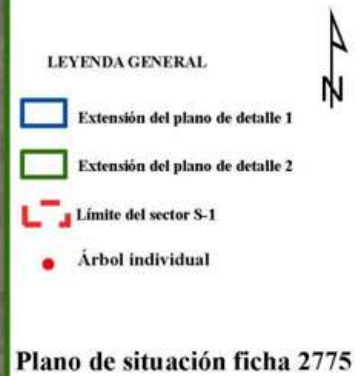 LEYENDA GENERAL
N
Extensión del plano de detalle 1
Extensión del plano de detalle 2
Límite del sector S-1
Árbol individual
Plano de situación ficha 2775